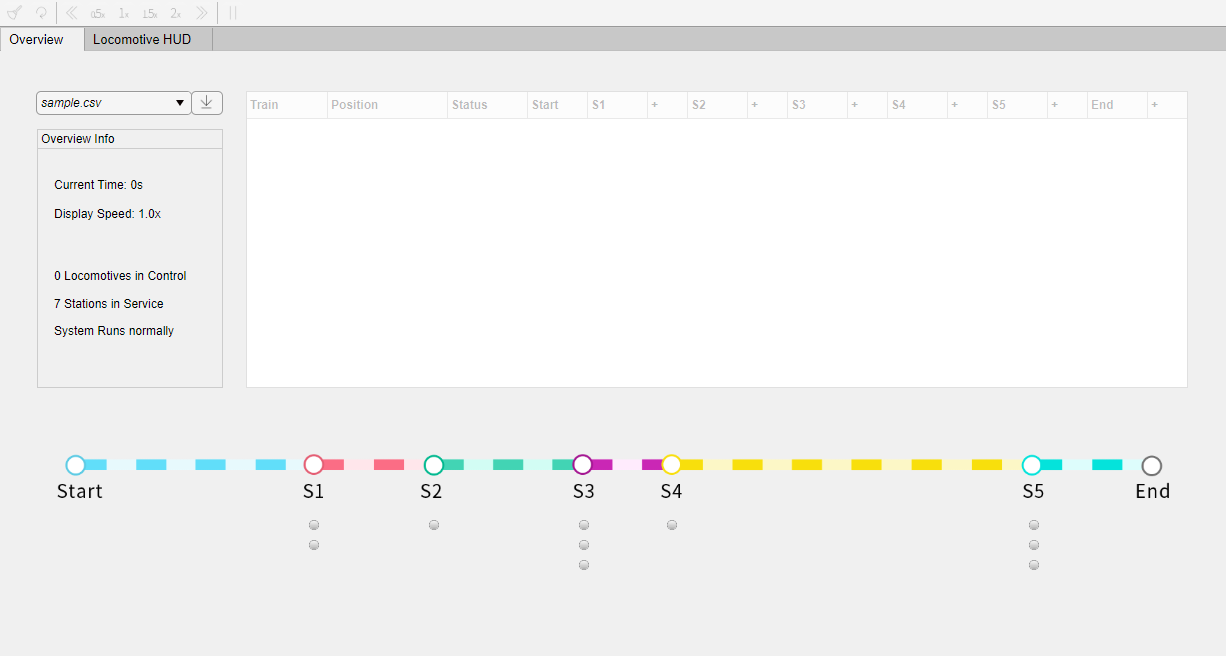 0.5x 1x 1.5x 2x
Overview Locomotive HUD
sample.csv
Train Position Status Start S1 + S2 + S3 + S4 + S5 + End +
Overview Info
Current Time: 0s
Display Speed: 1.0x
0 Locomotives in Control
7 Stations in Service
System Runs normally
Start S1 S2 S3 S4 S5 End